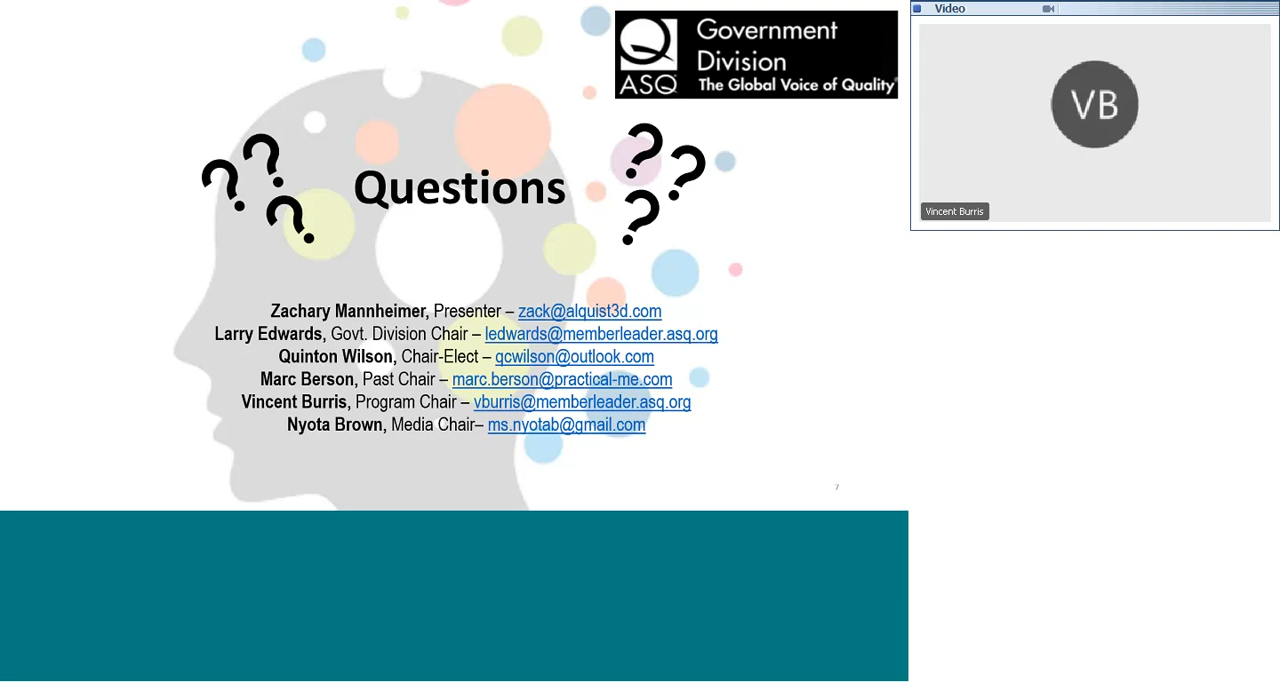 Government
Division
ASQ The Global Voice of Quality®
Video
VB
Vincent Burris
? ? ? Questions ? ? ?
Zachary Mannheimer, Presenter – zack@alquist3d.com
Larry Edwards, Govt. Division Chair – ledwards@memberleader.asq.org
Quinton Wilson, Chair-Elect – qcwilson@outlook.com
Marc Berson, Past Chair – marc.berson@practical-me.com
Vincent Burris, Program Chair – vburris@memberleader.asq.org
Nyota Brown, Media Chair– ms.nyotab@gmail.com
7